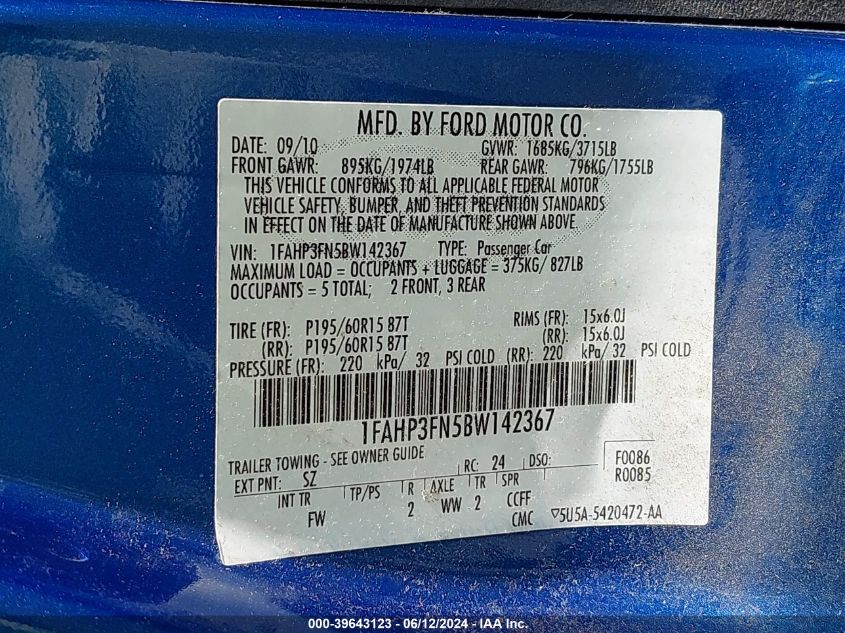 MFD. BY FORD MOTOR CO.
DATE: 09/10 GVWR: 1685KG/3715LB
FRONT GAWR: 895KG/1974LB REAR GAWR: 796KG/1755LB
THIS VEHICLE CONFORMS TO ALL APPLICABLE FEDERAL MOTOR
VEHICLE SAFETY, BUMPER, AND THEFT PREVENTION STANDARDS
IN EFFECT ON THE DATE OF MANUFACTURE SHOWN ABOVE.
VIN: 1FAHP3FN5BW142367 TYPE: Passenger Car
MAXIMUM LOAD = OCCUPANTS + LUGGAGE = 375KG/ 827LB
OCCUPANTS = 5 TOTAL; 2 FRONT, 3 REAR
TIRE (FR): P195/60R15 87T RIMS (FR): 15x6.0J
(RR): P195/60R15 87T (RR): 15x6.0J
PRESSURE (FR): 220 kPa/ 32 PSI COLD (RR): 220 kPa/ 32 PSI COLD
1FAHP3FN5BW142367
TRAILER TOWING - SEE OWNER GUIDE
EXT PNT: SZ RC: 24 DSO: F0086
R0085
INT TR TP/PS R AXLE TR SPR
FW 2 WW 2 CCFF
CMC ▽5U5A-5420472-AA
000-39643123 - 06/12/2024 - IAA Inc.